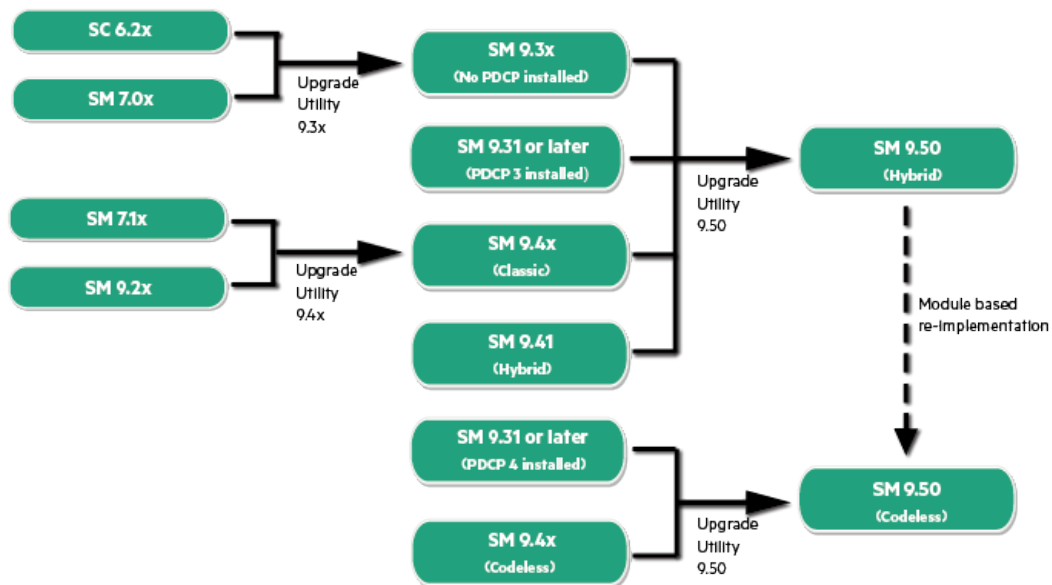 SC 6.2x
SM 7.0x
Upgrade
Utility
9.3x
SM 9.3x
(No PDCP installed)
SM 9.31 or later
(PDCP 3 installed)
SM 7.1x
SM 9.2x
Upgrade
Utility
9.4x
SM 9.4x
(Classic)
SM 9.41
(Hybrid)
Upgrade
Utility
9.50
SM 9.50
(Hybrid)
Module based
re-implementation
SM 9.31 or later
(PDCP 4 installed)
SM 9.4x
(Codeless)
Upgrade
Utility
9.50
SM 9.50
(Codeless)